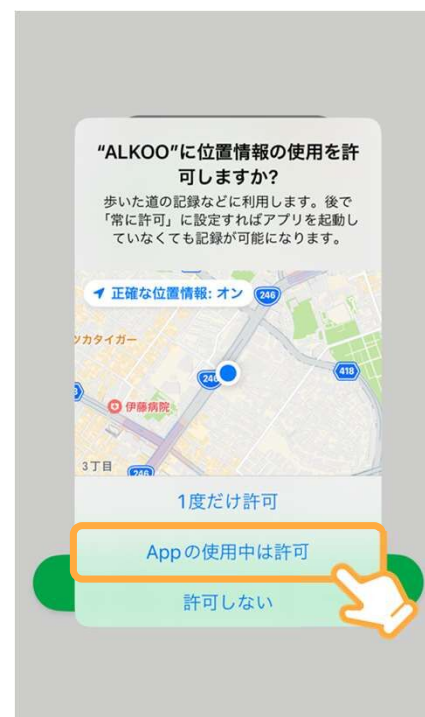 “ALKOO”に位置情報の使用を許
可しますか?
歩いた道の記録などに利用します。後で
「常に許可」に設定すればアプリを起動し
ていなくても記録が可能になります。
正確な位置情報: オン
246
ツカタイガー
246
418
伊藤病院
3丁目
246
1度だけ許可
Appの使用中は許可
許可しない